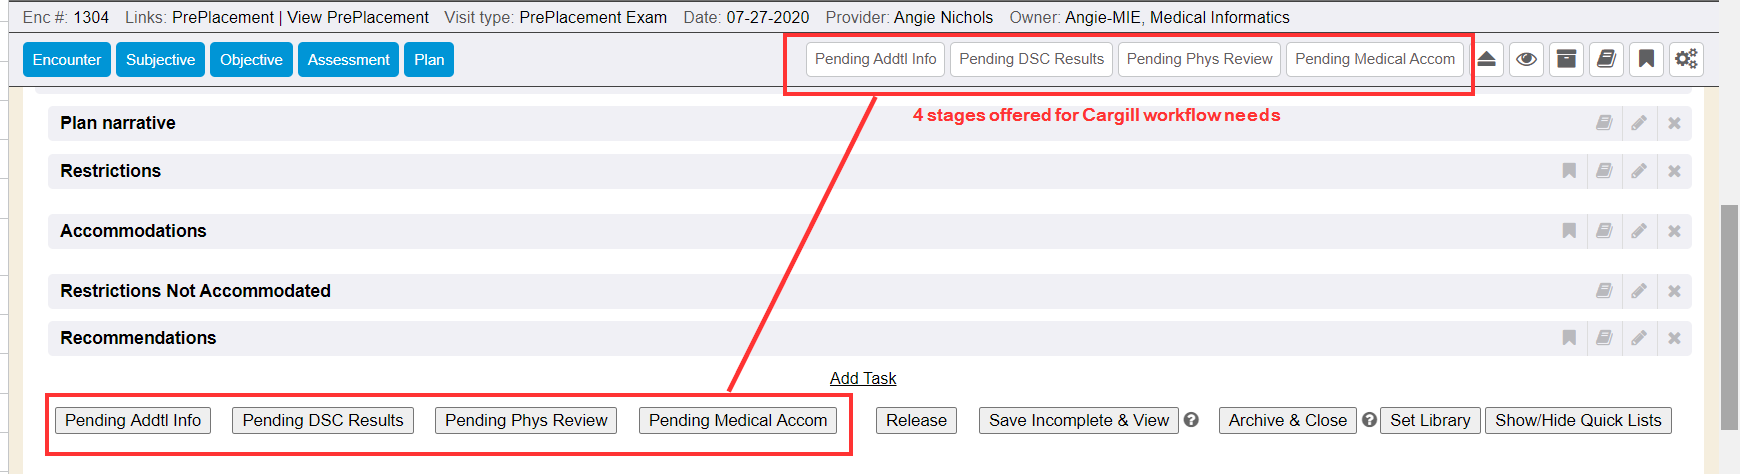 Enc #: 1304 Links: PrePlacement | View PrePlacement Visit type: PrePlacement Exam Date: 07-27-2020 Provider: Angie Nichols Owner: Angie-MIE, Medical Informatics
Encounter Subjective Objective Assessment Plan Pending Addtl Info Pending DSC Results Pending Phys Review Pending Medical Accom
4 stages offered for Cargill workflow needs
Plan narrative
Restrictions
Accommodations
Restrictions Not Accommodated
Recommendations
Add Task
Pending Addtl Info Pending DSC Results Pending Phys Review Pending Medical Accom Release Save Incomplete & View ? Archive & Close ? Set Library Show/Hide Quick Lists